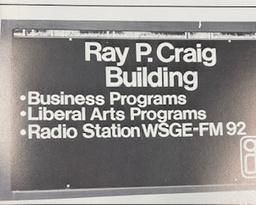 Ray P. Craig
Building
•Business Programs
•Liberal Arts Programs
•Radio Station WSGE-FM 92